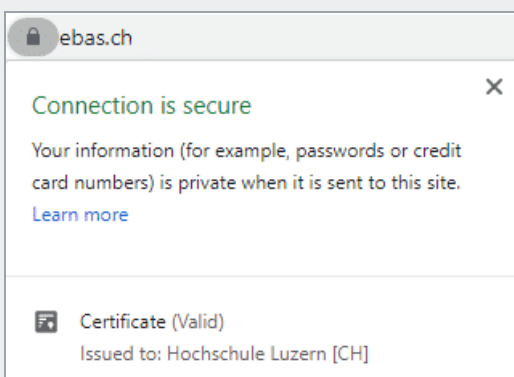 ebas.ch
Connection is secure
Your information (for example, passwords or credit
card numbers) is private when it is sent to this site.
Learn more
Certificate (Valid)
Issued to: Hochschule Luzern [CH]